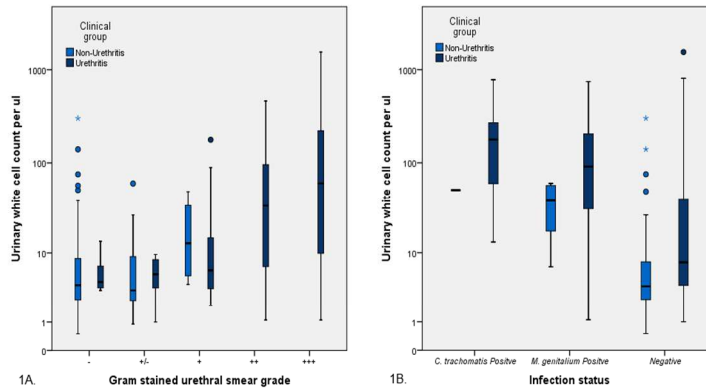 Clinical
group
Non-Urethritis
Urethritis
Urinary white cell count per ul
1000
100
10
1
0
- +/- + ++ +++
1A. Gram stained urethral smear grade
Clinical
group
Non-Urethritis
Urethritis
Urinary white cell count per ul
1000
100
10
1
0
C. trachomatis Positve M. genitalium Positve Negative
1B. Infection status